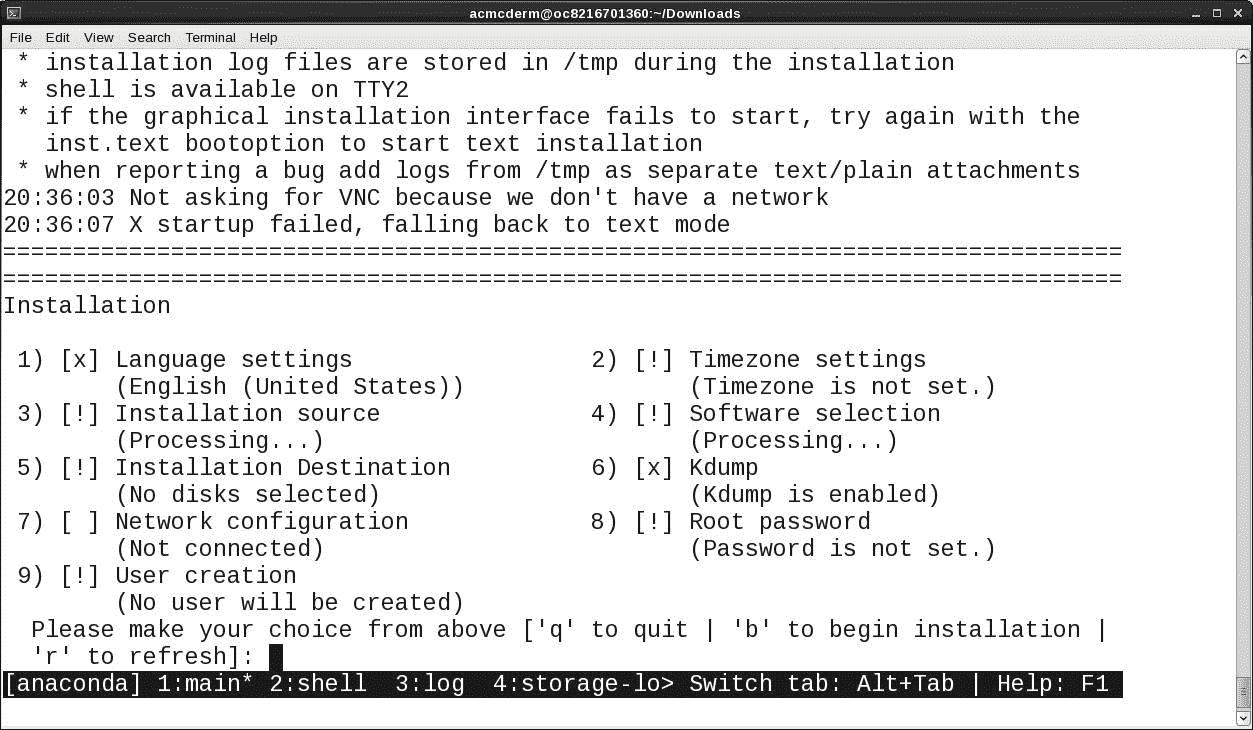 acmcderm@oc8216701360:~/Downloads
File Edit View Search Terminal Help
* installation log files are stored in /tmp during the installation
* shell is available on TTY2
* if the graphical installation interface fails to start, try again with the
inst.text bootoption to start text installation
* when reporting a bug add logs from /tmp as separate text/plain attachments
20:36:03 Not asking for VNC because we don't have a network
20:36:07 X startup failed, falling back to text mode
================================================================================
================================================================================
Installation
1) [x] Language settings 2) [!] Timezone settings
(English (United States)) (Timezone is not set.)
3) [!] Installation source 4) [!] Software selection
(Processing...) (Processing...)
5) [!] Installation Destination 6) [x] Kdump
(No disks selected) (Kdump is enabled)
7) [ ] Network configuration 8) [!] Root password
(Not connected) (Password is not set.)
9) [!] User creation
(No user will be created)
Please make your choice from above ['q' to quit | 'b' to begin installation |
'r' to refresh]:
[anaconda] 1:main* 2:shell 3:log 4:storage-lo> Switch tab: Alt+Tab | Help: F1